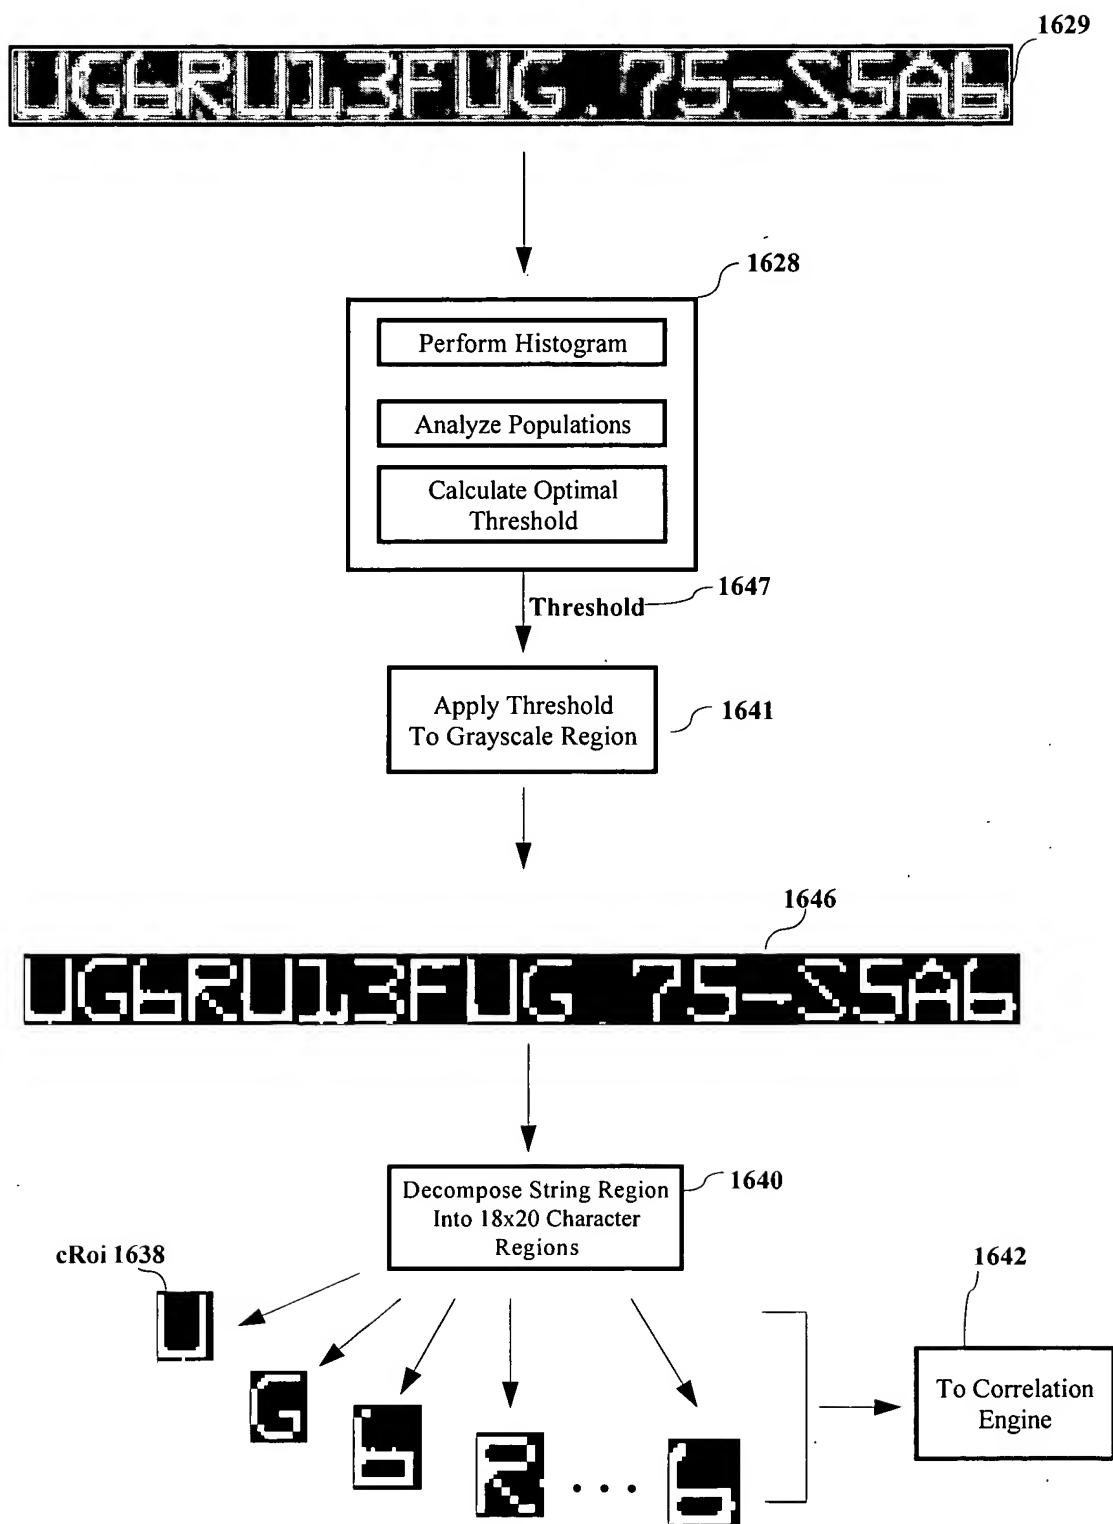 1629
UG6RU13FUG.75-S5A6
1628
Perform Histogram
Analyze Populations
Calculate Optimal
Threshold
Threshold
1647
Apply Threshold
To Grayscale Region
1641
1646
UG6RU13FUG.75-S5A6
Decompose String Region
Into 18x20 Character
Regions
1640
cRoi 1638
1642
U
G
6
R
. . .
6
To Correlation
Engine